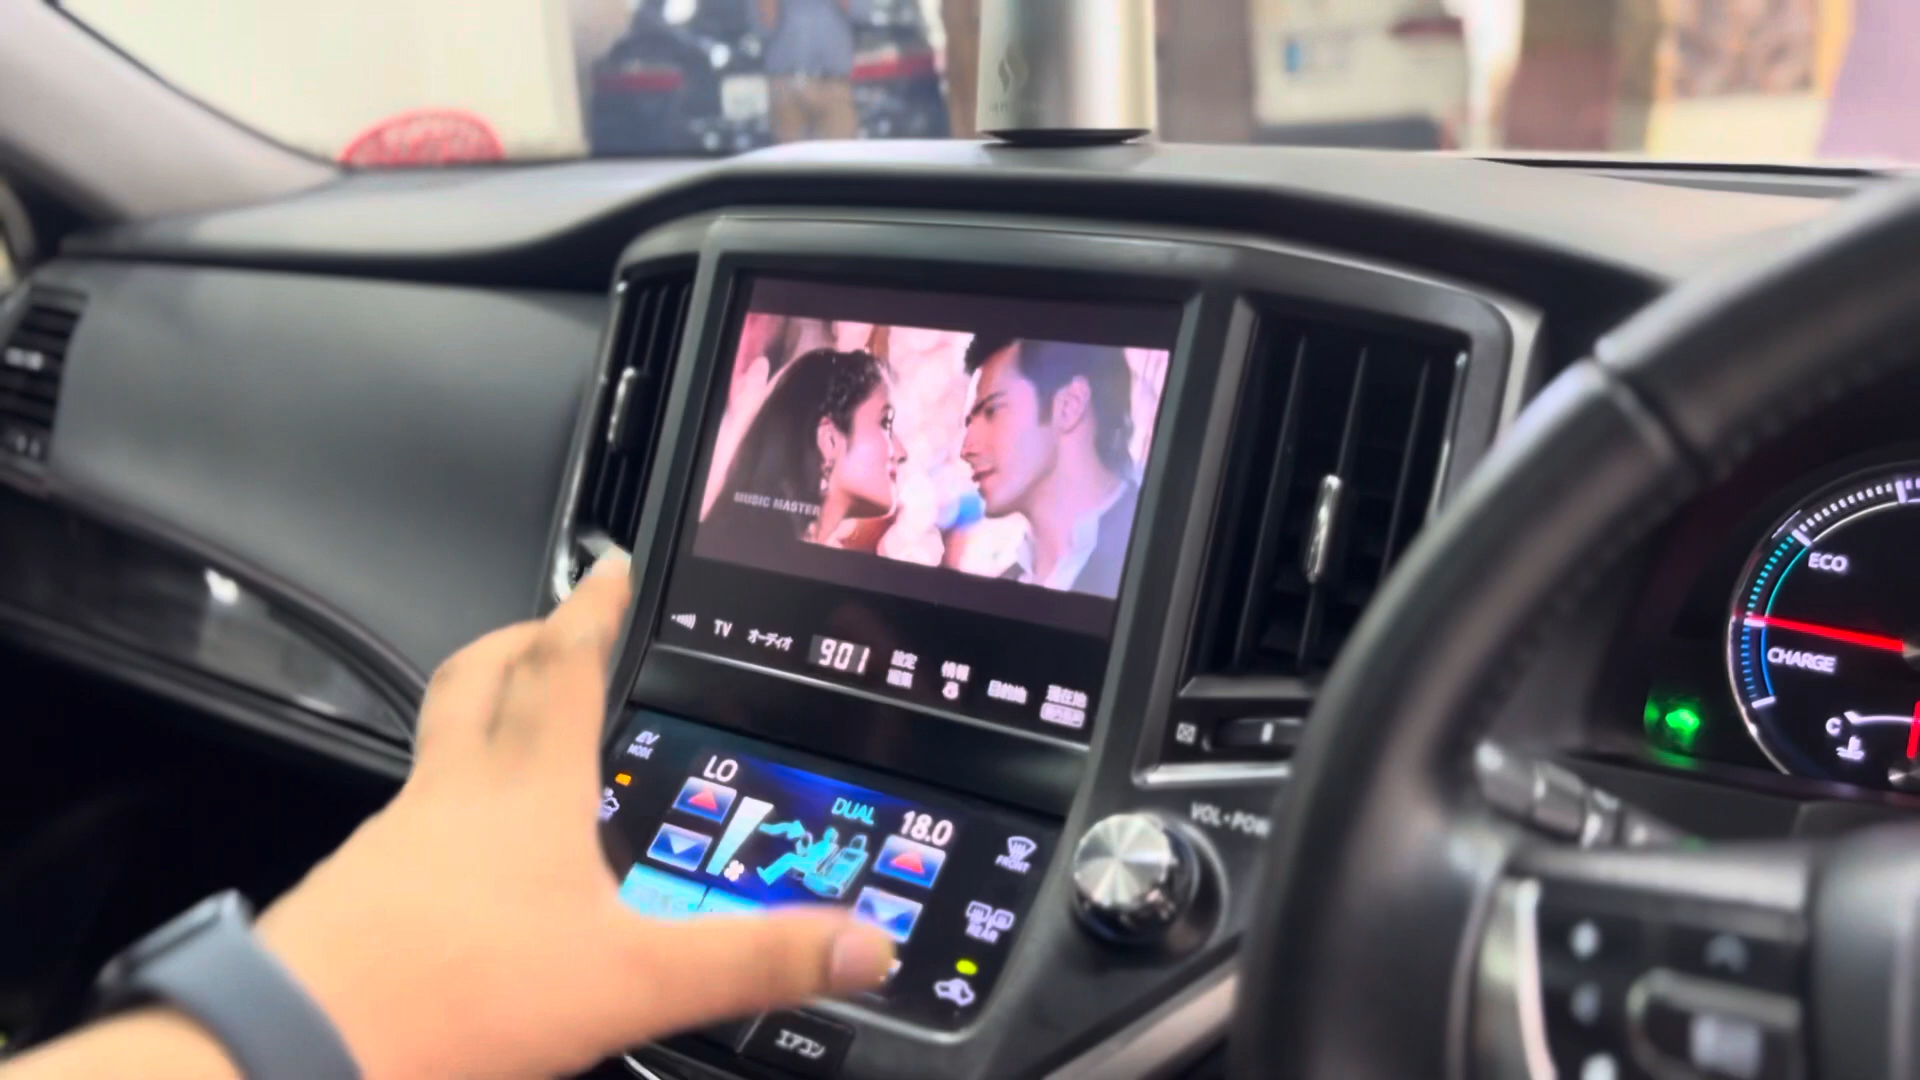 MUSIC MASTER
TV
オーディオ
901
設定
編集
情報
目的地
現在地
EV
MODE
LO
DUAL
18.0
FRONT
REAR
エアコン
VOL・POW
ECO
CHARGE
C